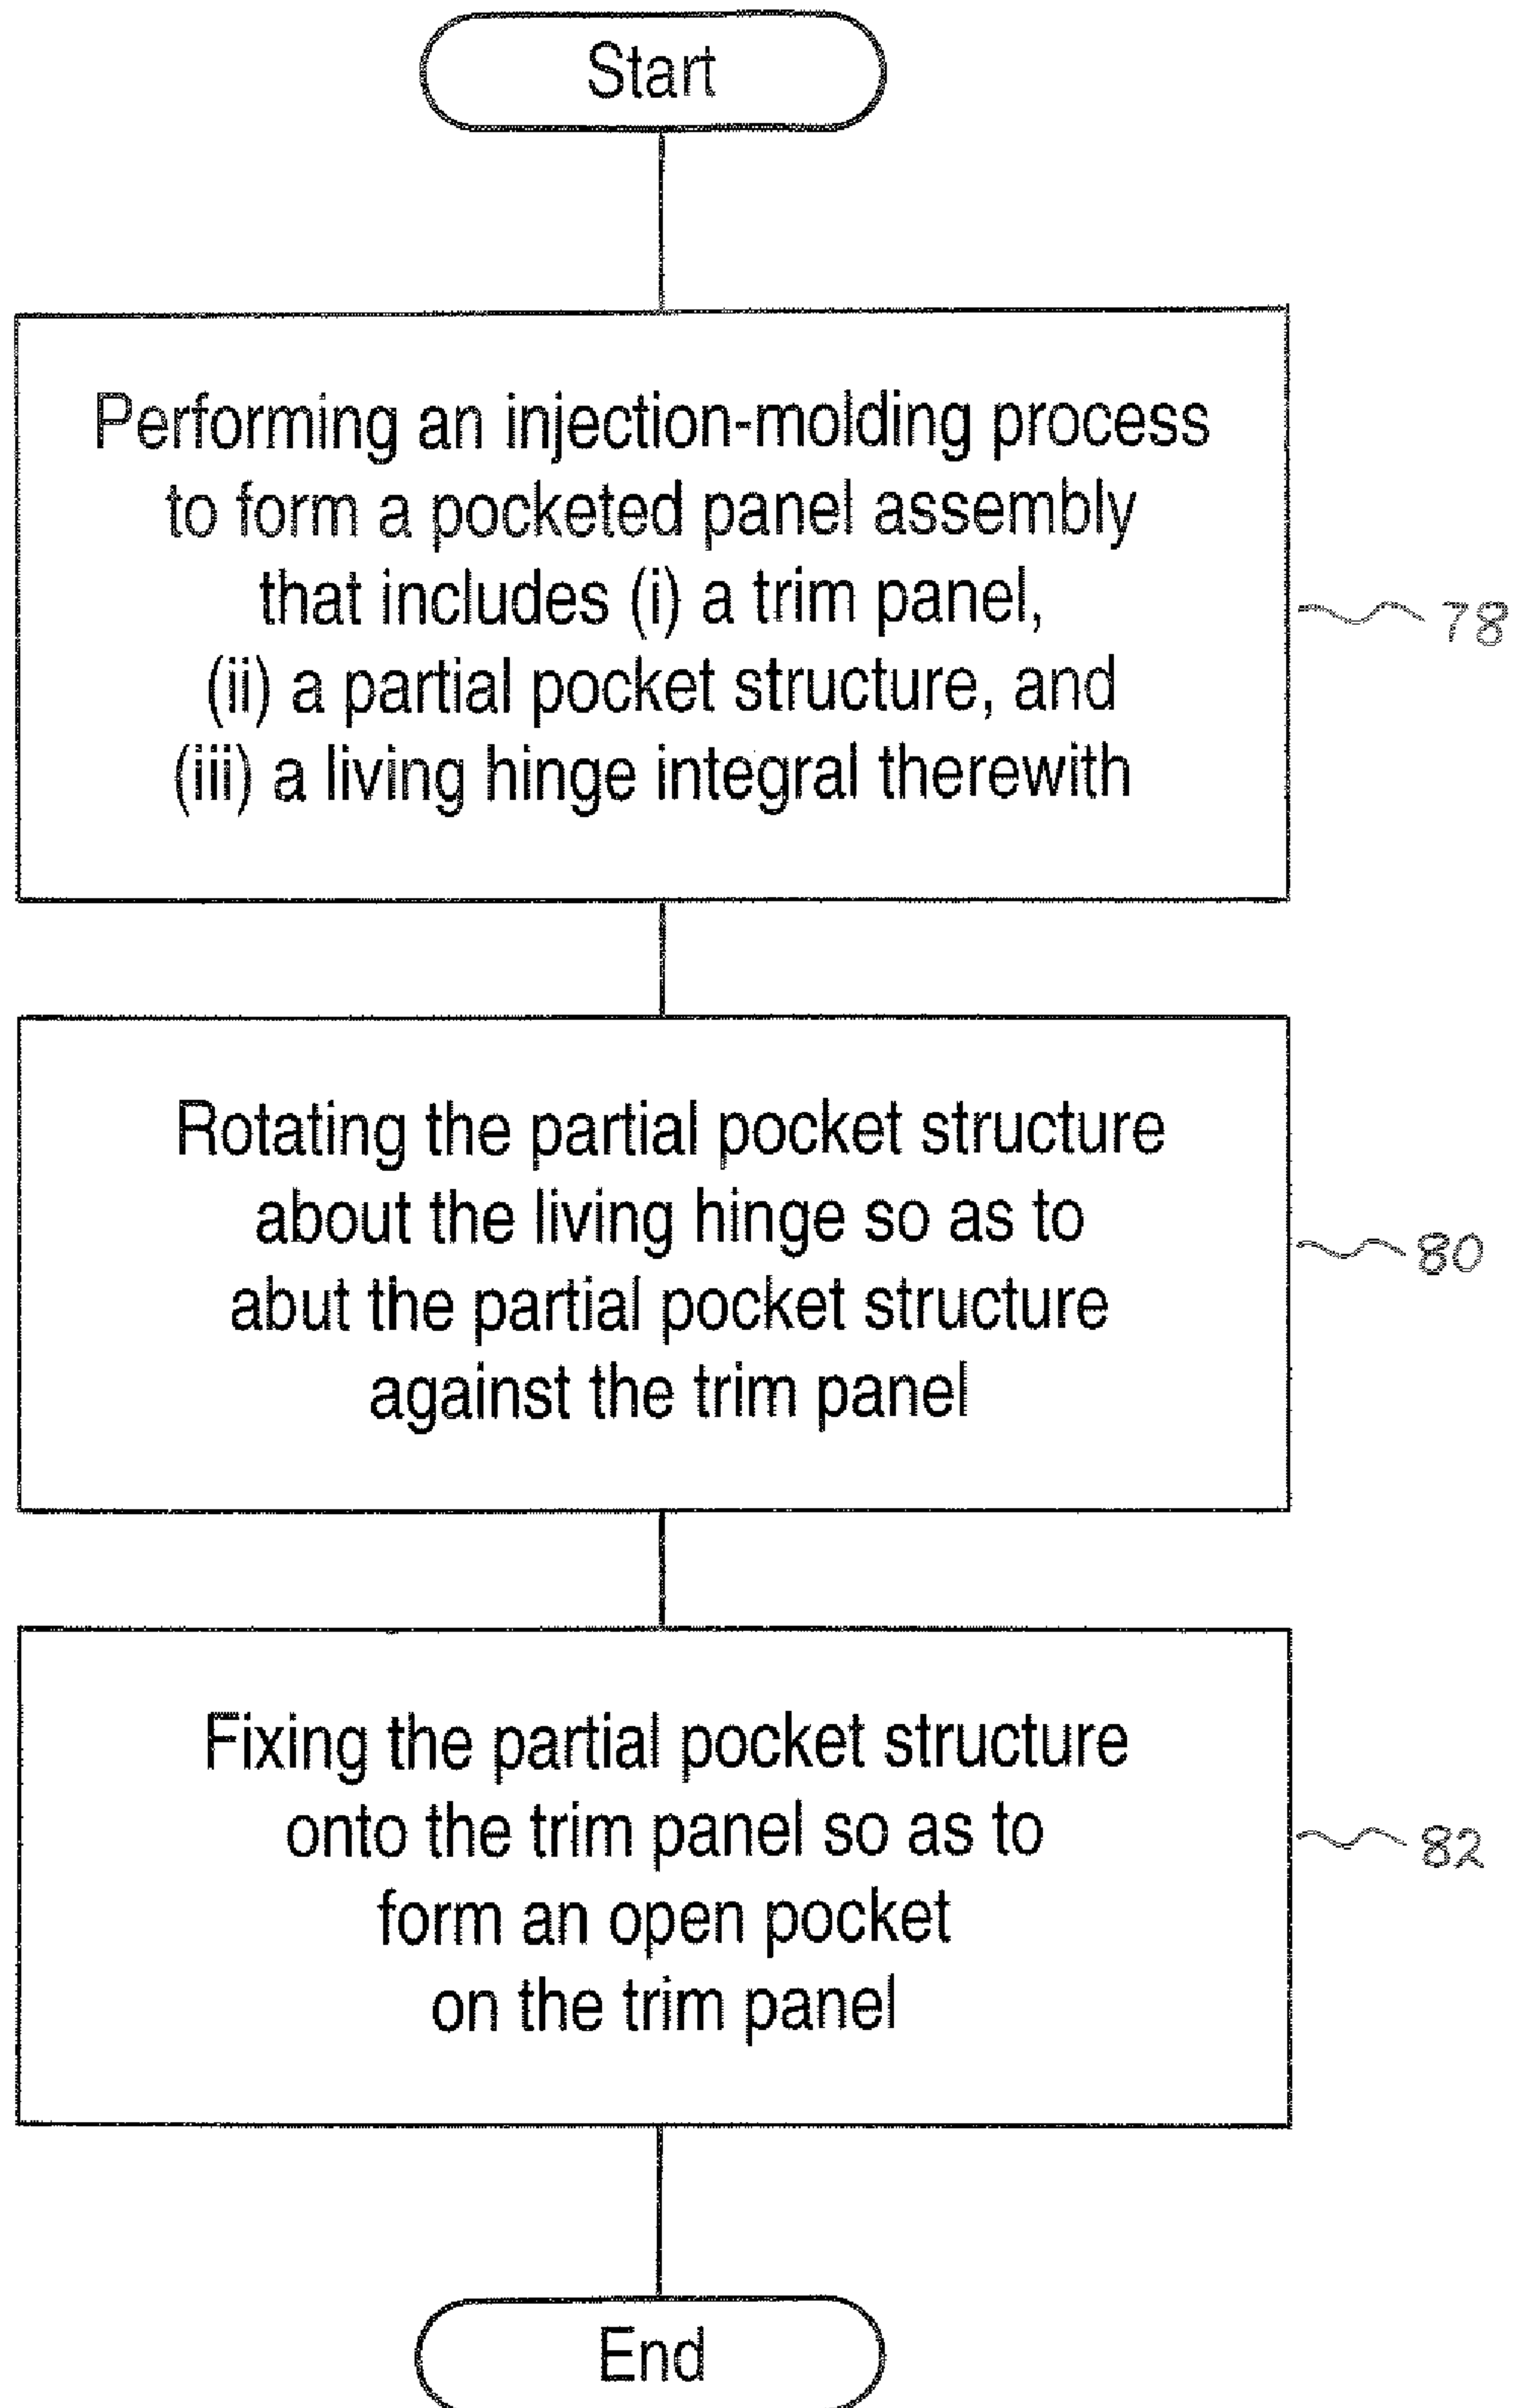 Start
Performing an injection-molding process
to form a pocketed panel assembly
that includes (i) a trim panel,
(ii) a partial pocket structure, and
(iii) a living hinge integral therewith
78
Rotating the partial pocket structure
about the living hinge so as to
abut the partial pocket structure
against the trim panel
80
Fixing the partial pocket structure
onto the trim panel so as to
form an open pocket
on the trim panel
82
End